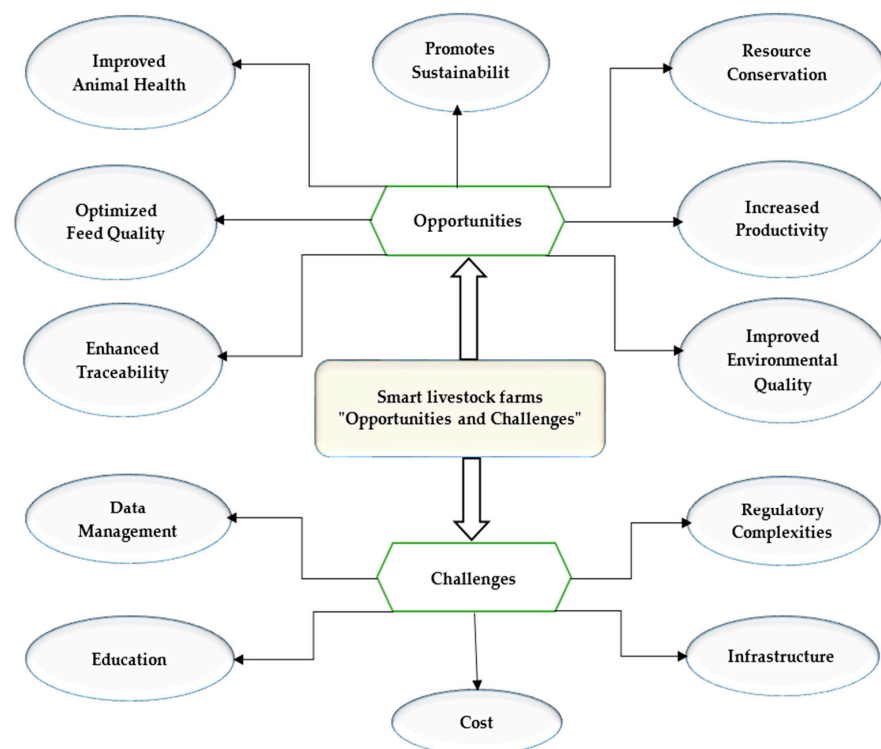 Improved
Animal Health
Promotes
Sustainabilit
Resource
Conservation
Optimized
Feed Quality
Opportunities
Increased
Productivity
Enhanced
Traceability
Improved
Environmental
Quality
Smart livestock farms
"Opportunities and Challenges"
Data
Management
Regulatory
Complexities
Challenges
Education
Infrastructure
Cost